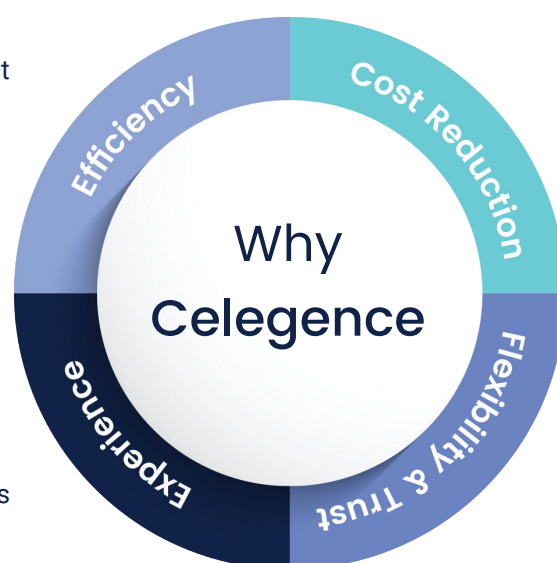 Efficiency
Cost Reduction
Why
Celegence
Experience
Flexibility & Trust